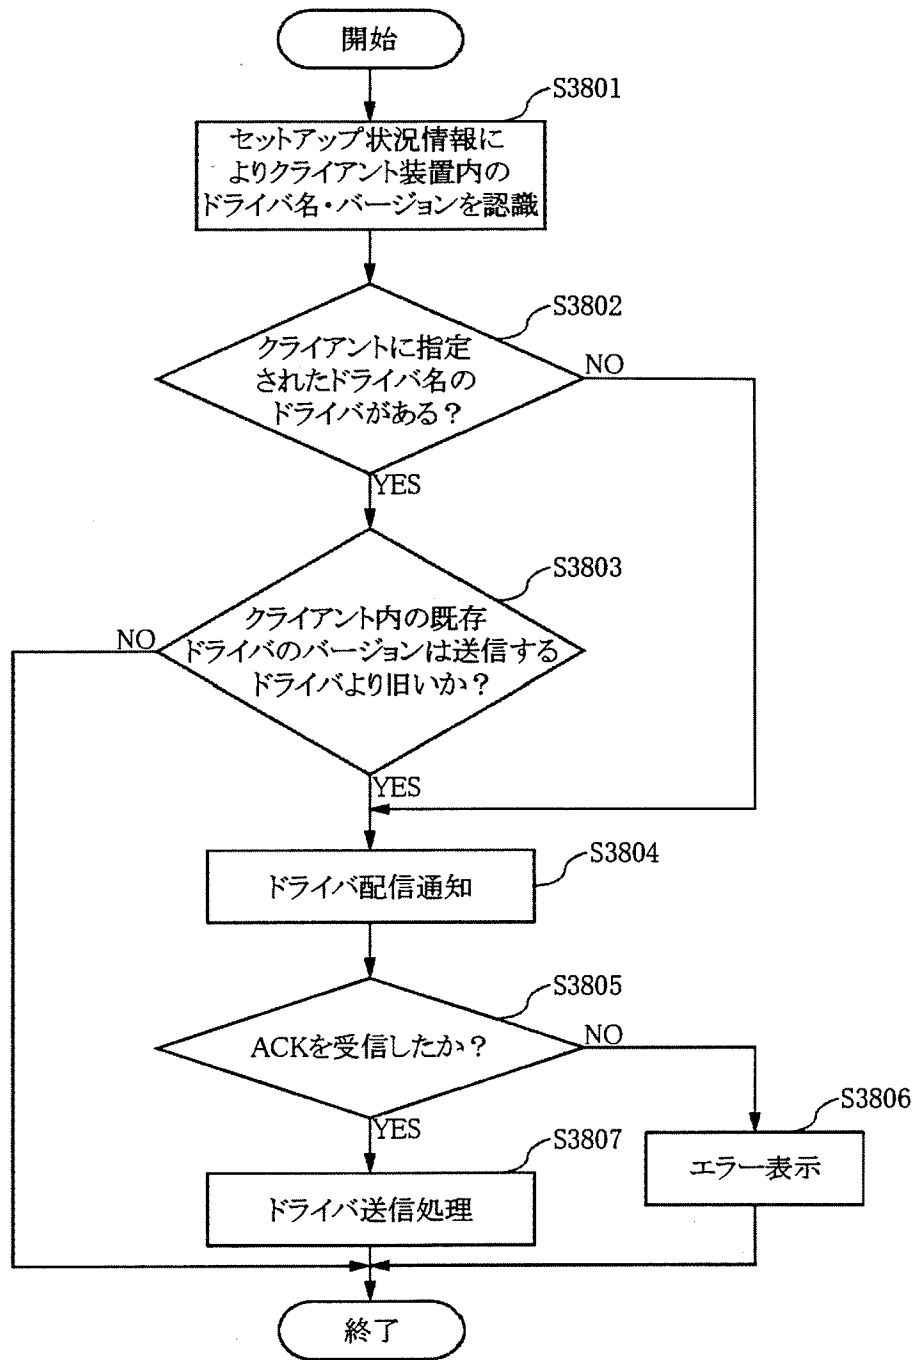 開始
S3801
セットアップ状況情報に
よりクライアント装置内の
ドライバ名・バージョンを認識
S3802
クライアントに指定
されたドライバ名の
ドライバがある?
NO
YES
S3803
クライアント内の既存
ドライバのバージョンは送信する
ドライバより旧いか?
NO
YES
S3804
ドライバ配信通知
S3805
ACKを受信したか?
NO
YES
S3806
エラー表示
S3807
ドライバ送信処理
終了